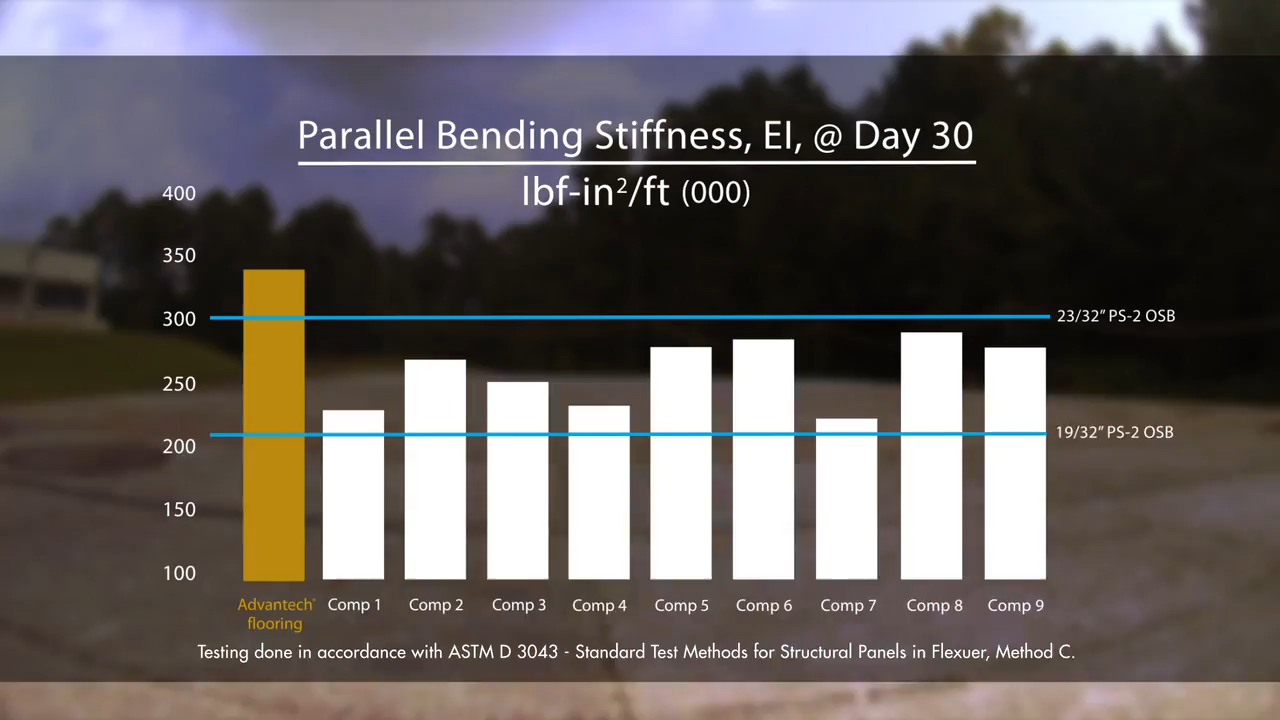 Parallel Bending Stiffness, EI, @ Day 30
lbf-in²/ft (000)
400
350
300
250
200
150
100
23/32” PS-2 OSB
19/32” PS-2 OSB
Advantech® Comp 1 Comp 2 Comp 3 Comp 4 Comp 5 Comp 6 Comp 7 Comp 8 Comp 9
flooring
Testing done in accordance with ASTM D 3043 - Standard Test Methods for Structural Panels in Flexuer, Method C.